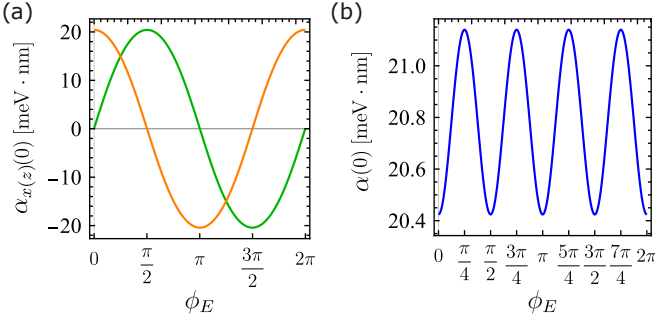 (a)
α_{x(z)}(0) [meV · nm]
20
10
0
−10
−20
0
π/2
π
3π/2
2π
ϕ_E
(b)
α(0) [meV · nm]
21.0
20.8
20.6
20.4
0
π/4
π/2
3π/4
π
5π/4
3π/2
7π/4
2π
ϕ_E